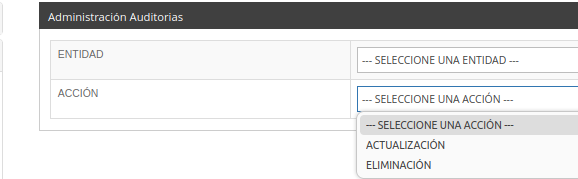 Administración Auditorias
ENTIDAD
--- SELECCIONE UNA ENTIDAD ---
ACCIÓN
--- SELECCIONE UNA ACCIÓN ---
--- SELECCIONE UNA ACCIÓN ---
ACTUALIZACIÓN
ELIMINACIÓN